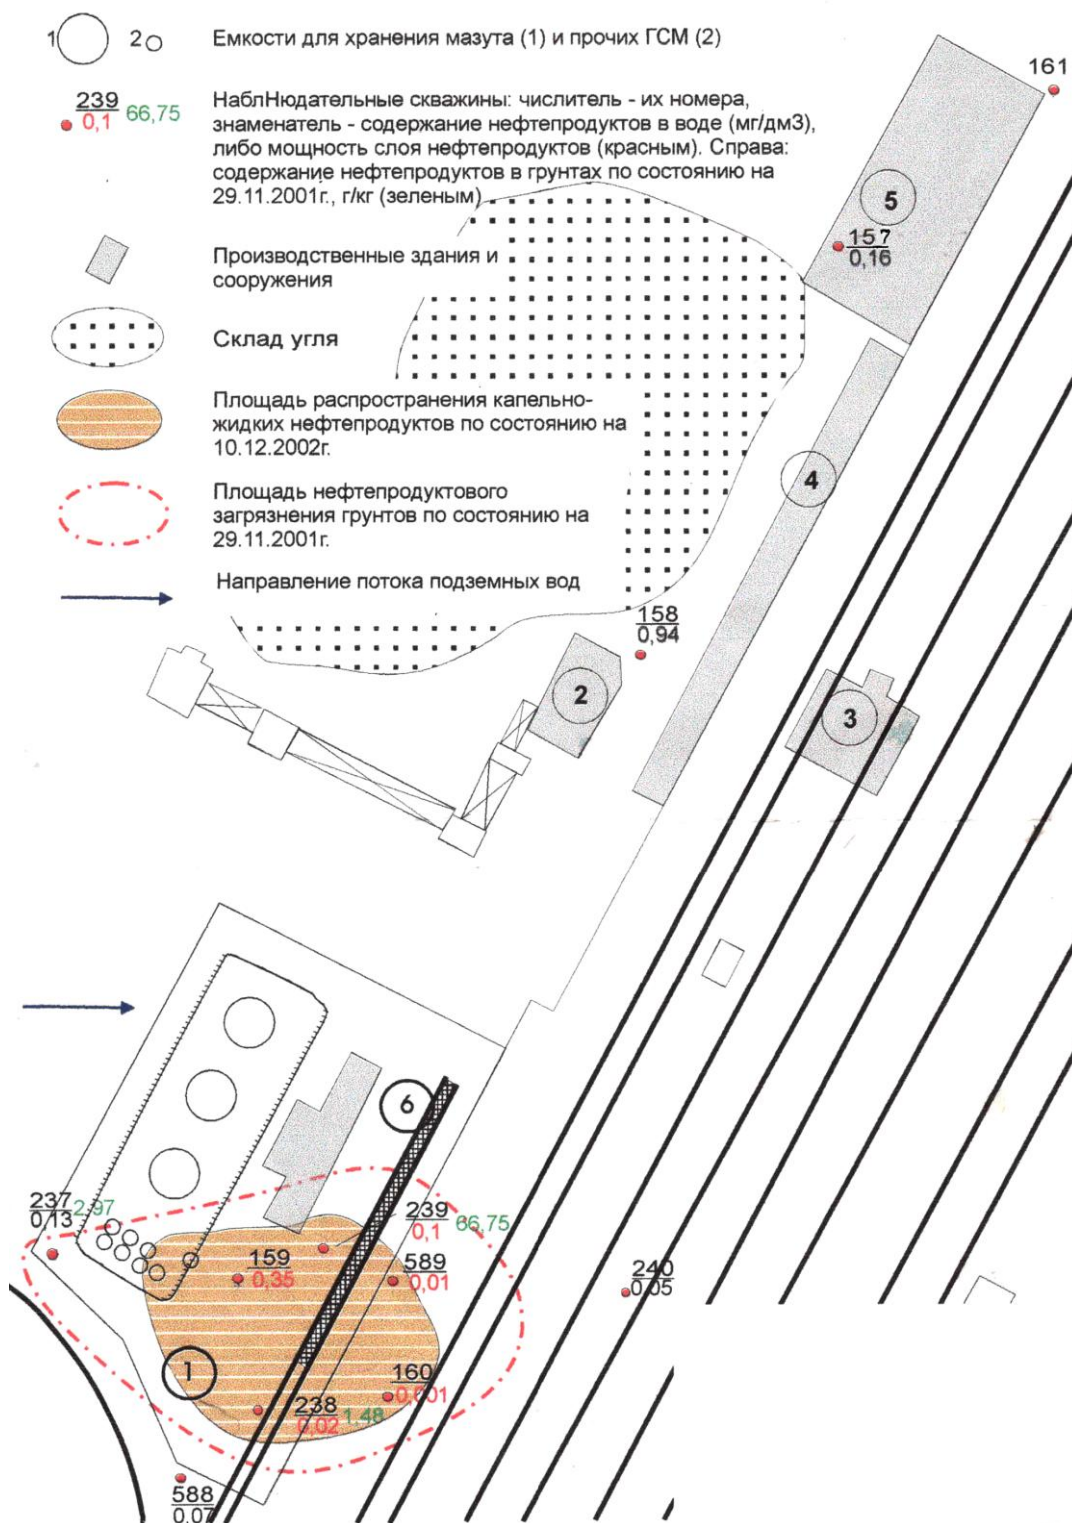 1 2 Емкости для хранения мазута (1) и прочих ГСМ (2)
161
239
0,1 66,75
НаблНюдательные скважины: числитель - их номера,
знаменатель - содержание нефтепродуктов в воде (мг/дм3),
либо мощность слоя нефтепродуктов (красным). Справа:
содержание нефтепродуктов в грунтах по состоянию на
29.11.2001г., г/кг (зеленым)
5
157
0,16
Производственные здания и
сооружения
Склад угля
Площадь распространения капельно-
жидких нефтепродуктов по состоянию на
10.12.2002г.
4
Площадь нефтепродуктового
загрязнения грунтов по состоянию на
29.11.2001г.
Направление потока подземных вод
158
0,94
2
3
6
237 2,97
0,13
239 66,75
0,1
159
0,35
589
0,01
240
0,05
1
160
0,001
238 1,48
0,02
588
0,07